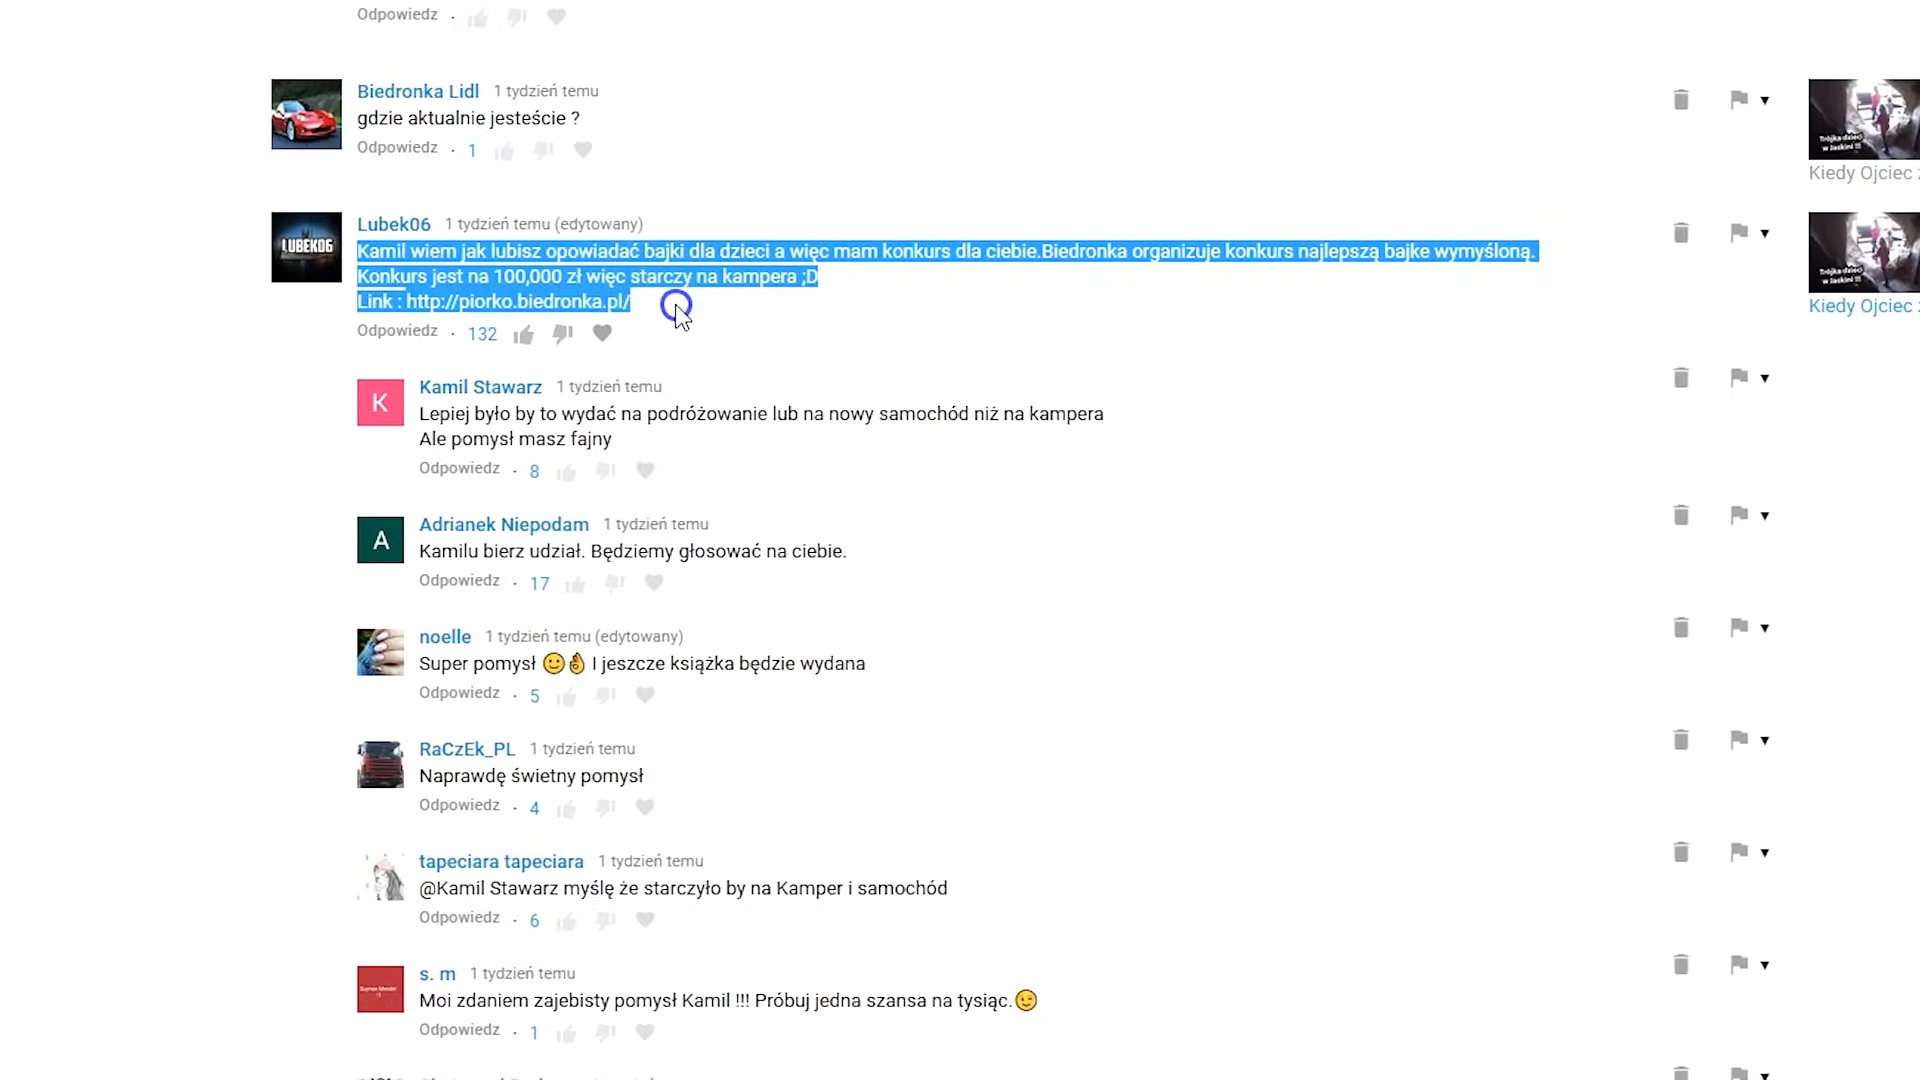 Odpowiedz ·
Biedronka Lidl 1 tydzień temu
gdzie aktualnie jesteście ?
Odpowiedz · 1
Trójka dzieci
w Jaskini !!!
Kiedy Ojciec
Lubek06 1 tydzień temu (edytowany)
LUBEK06
Kamil wiem jak lubisz opowiadać bajki dla dzieci a więc mam konkurs dla ciebie.Biedronka organizuje konkurs najlepszą bajke wymyśloną.
Konkurs jest na 100,000 zł więc starczy na kampera ;D
Link : http://piorko.biedronka.pl/
Odpowiedz · 132
Trójka dzieci
w Jaskini !!!
Kiedy Ojciec
K
Kamil Stawarz 1 tydzień temu
Lepiej było by to wydać na podróżowanie lub na nowy samochód niż na kampera
Ale pomysł masz fajny
Odpowiedz · 8
A
Adrianek Niepodam 1 tydzień temu
Kamilu bierz udział. Będziemy głosować na ciebie.
Odpowiedz · 17
noelle 1 tydzień temu (edytowany)
Super pomysł 🙂👌 I jeszcze książka będzie wydana
Odpowiedz · 5
RaCzEk_PL 1 tydzień temu
Naprawdę świetny pomysł
Odpowiedz · 4
tapeciara tapeciara 1 tydzień temu
@Kamil Stawarz myślę że starczyło by na Kamper i samochód
Odpowiedz · 6
s. m 1 tydzień temu
Moi zdaniem zajebisty pomysł Kamil !!! Próbuj jedna szansa na tysiąc.😉
Odpowiedz · 1